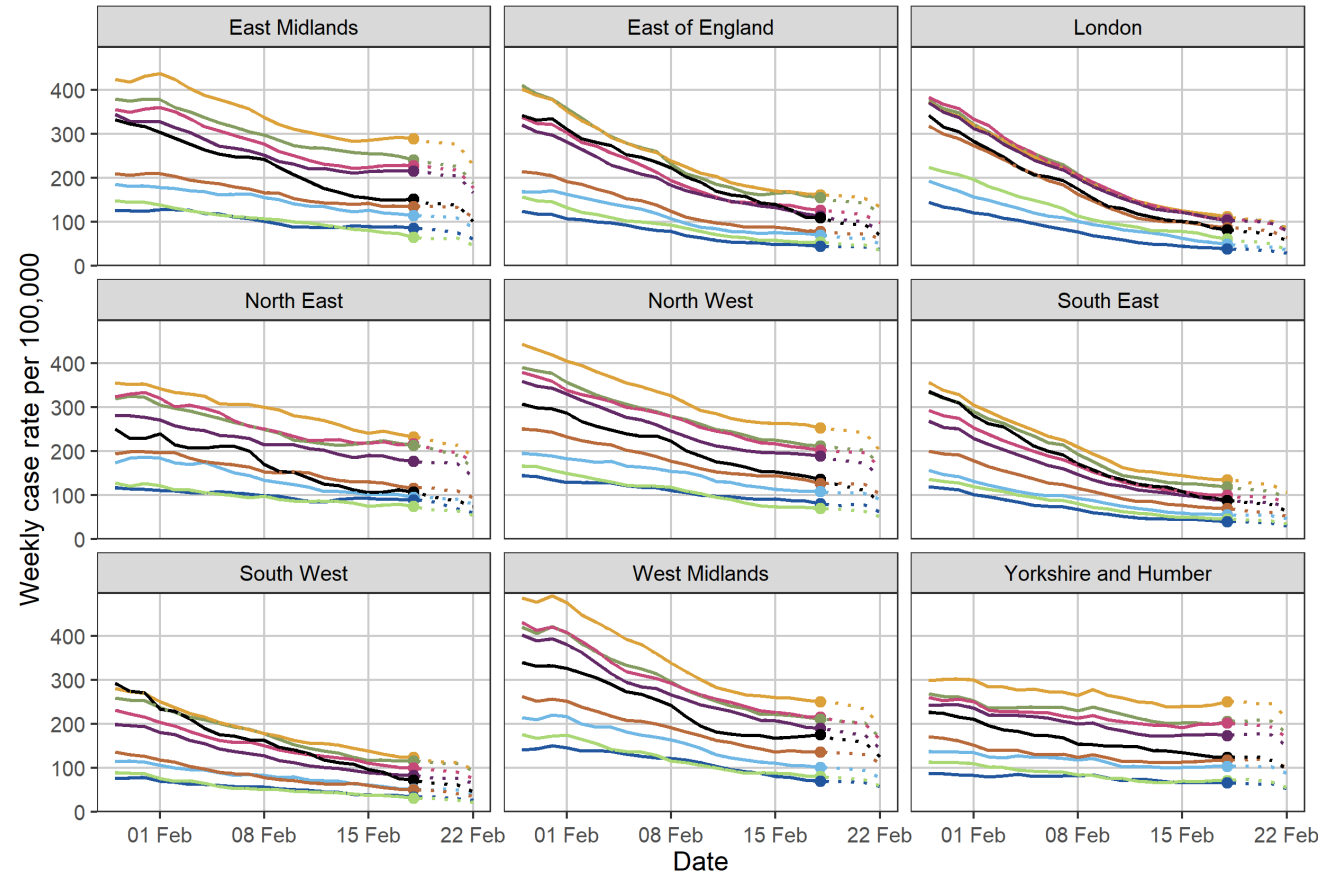 East Midlands East of England London
400
300
200
100
0
North East North West South East
400
300
200
100
0
South West West Midlands Yorkshire and Humber
400
300
200
100
0
01 Feb 08 Feb 15 Feb 22 Feb 01 Feb 08 Feb 15 Feb 22 Feb 01 Feb 08 Feb 15 Feb 22 Feb
Date
Weekly case rate per 100,000